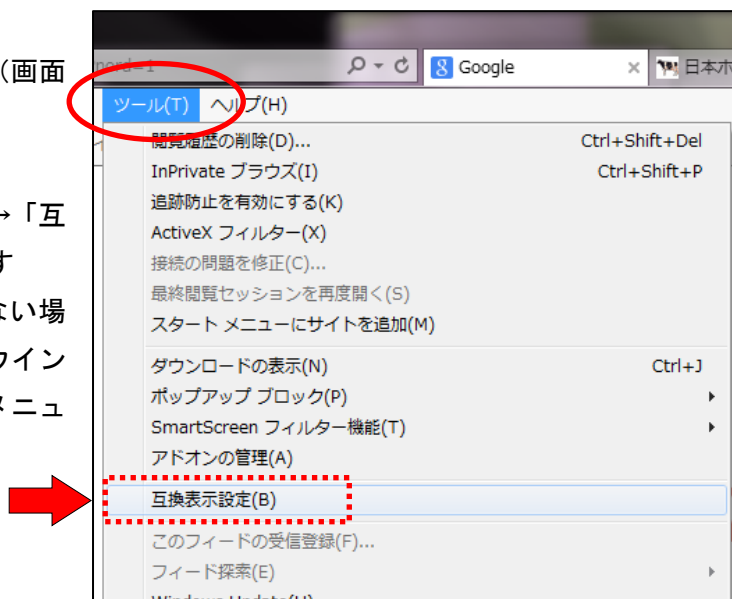 (画面
→「互
す
ない場
ウイン
メニュ
Google
日本ホ
ツール(T) ヘルプ(H)
閲覧履歴の削除(D)... Ctrl+Shift+Del
InPrivate ブラウズ(I) Ctrl+Shift+P
追跡防止を有効にする(K)
ActiveX フィルター(X)
接続の問題を修正(C)...
最終閲覧セッションを再度開く(S)
スタート メニューにサイトを追加(M)
ダウンロードの表示(N) Ctrl+J
ポップアップ ブロック(P)
SmartScreen フィルター機能(T)
アドオンの管理(A)
互換表示設定(B)
このフィードの受信登録(F)...
フィード探索(E)
Windows Update(U)